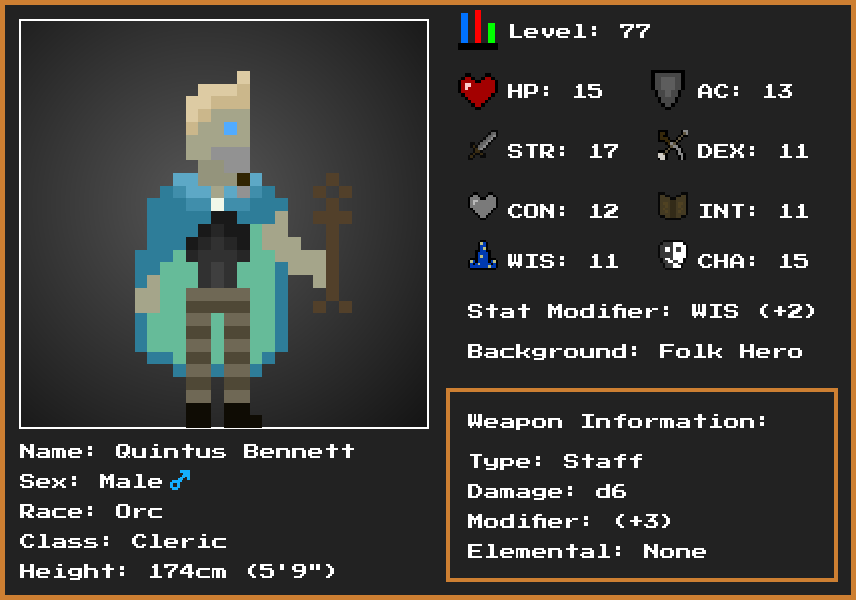 Level: 77
HP: 15 AC: 13
STR: 17 DEX: 11
CON: 12 INT: 11
WIS: 11 CHA: 15
Stat Modifier: WIS (+2)
Background: Folk Hero
Name: Quintus Bennett
Sex: Male ♂
Race: Orc
Class: Cleric
Height: 174cm (5'9")
Weapon Information:
Type: Staff
Damage: d6
Modifier: (+3)
Elemental: None